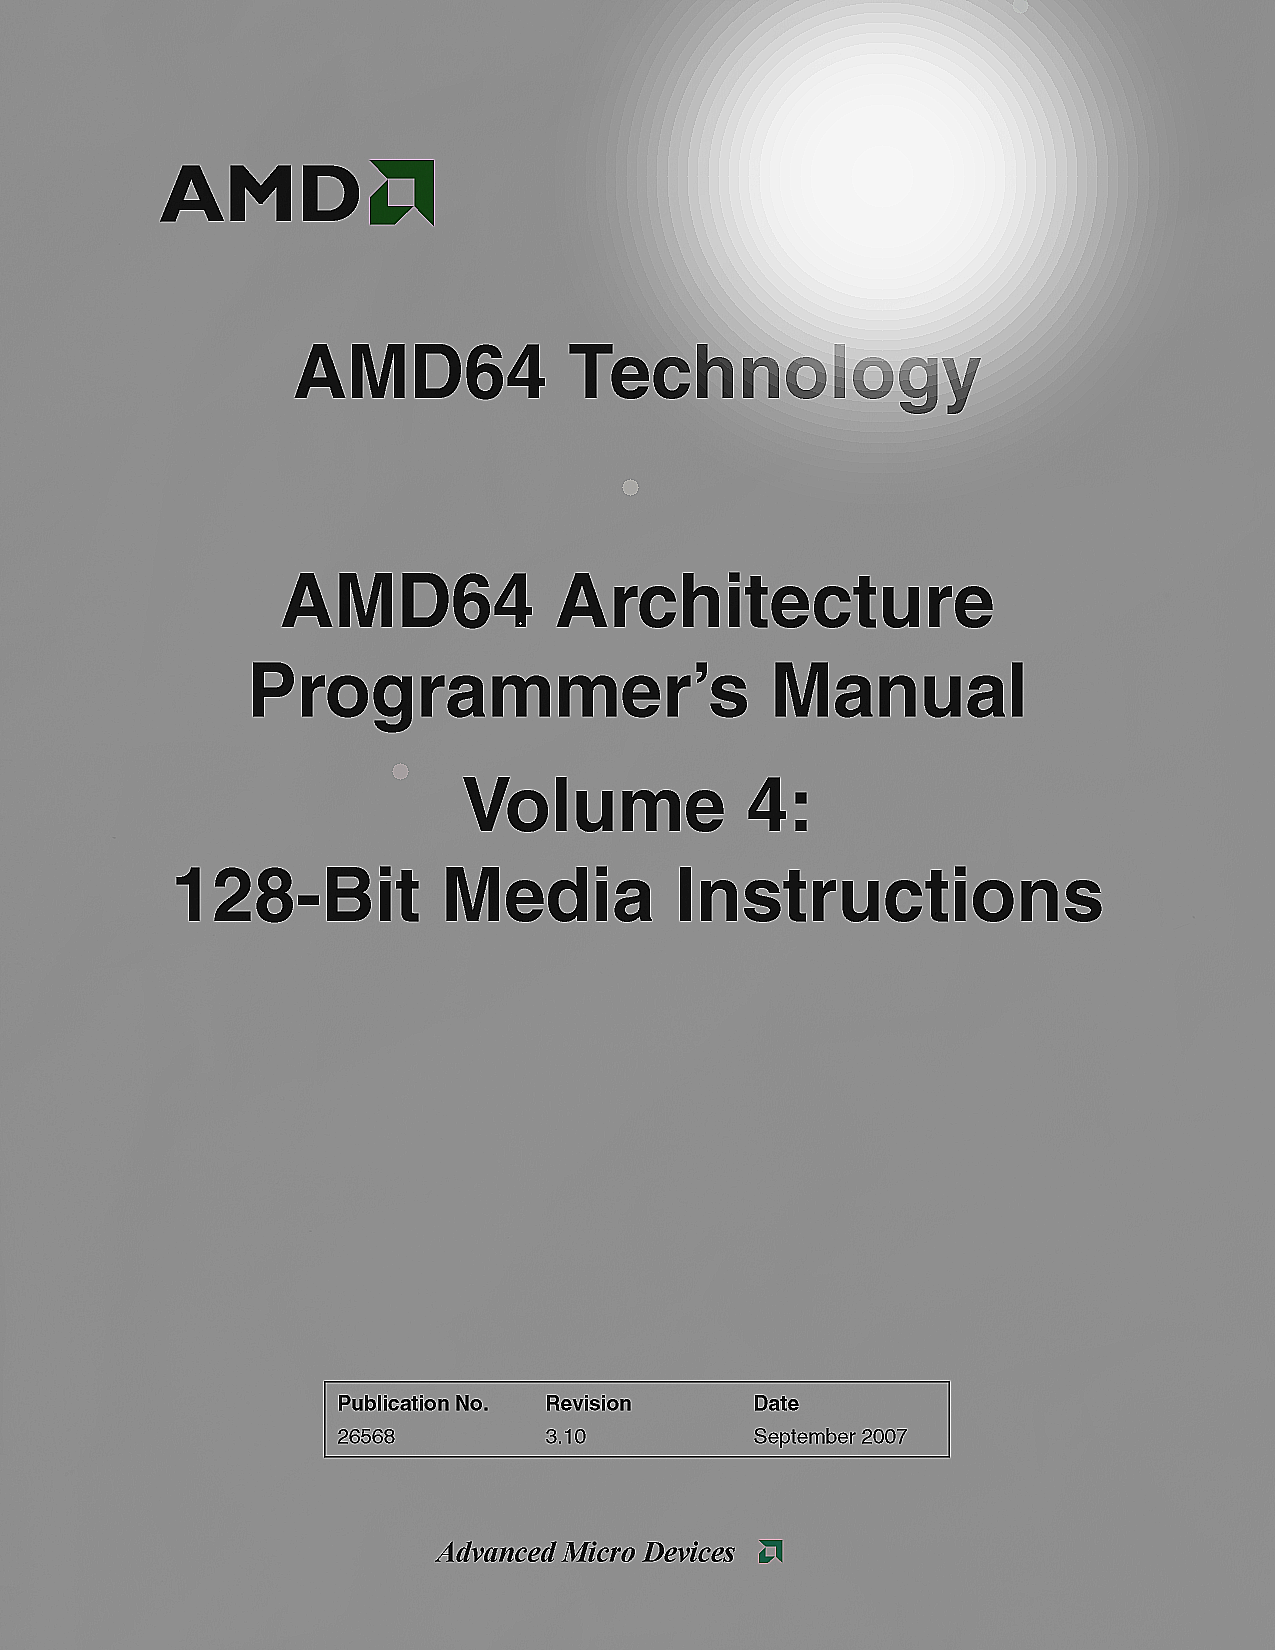 AMD
AMD64 Technology
AMD64 Architecture
Programmer’s Manual
Volume 4:
128-Bit Media Instructions
Publication No. Revision Date
26568 3.10 September 2007
Advanced Micro Devices